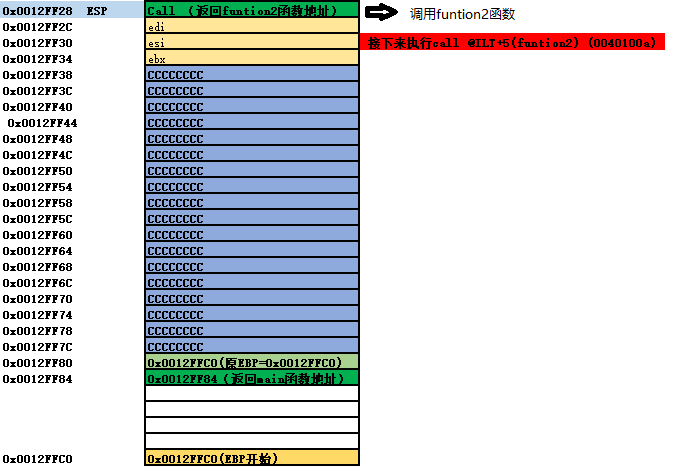 0x0012FF28 ESP Call (返回funtion2函数地址) 调用funtion2函数
0x0012FF2C edi
0x0012FF30 esi 接下来执行call @ILT+5(funtion2) (0040100a)
0x0012FF34 ebx
0x0012FF38 CCCCCCCC
0x0012FF3C CCCCCCCC
0x0012FF40 CCCCCCCC
0x0012FF44 CCCCCCCC
0x0012FF48 CCCCCCCC
0x0012FF4C CCCCCCCC
0x0012FF50 CCCCCCCC
0x0012FF54 CCCCCCCC
0x0012FF58 CCCCCCCC
0x0012FF5C CCCCCCCC
0x0012FF60 CCCCCCCC
0x0012FF64 CCCCCCCC
0x0012FF68 CCCCCCCC
0x0012FF6C CCCCCCCC
0x0012FF70 CCCCCCCC
0x0012FF74 CCCCCCCC
0x0012FF78 CCCCCCCC
0x0012FF7C CCCCCCCC
0x0012FF80 0x0012FFC0(原EBP=0x0012FFC0)
0x0012FF84 0x0012FF84 (返回main函数地址)
0x0012FFC0 0x0012FFC0(EBP开始)